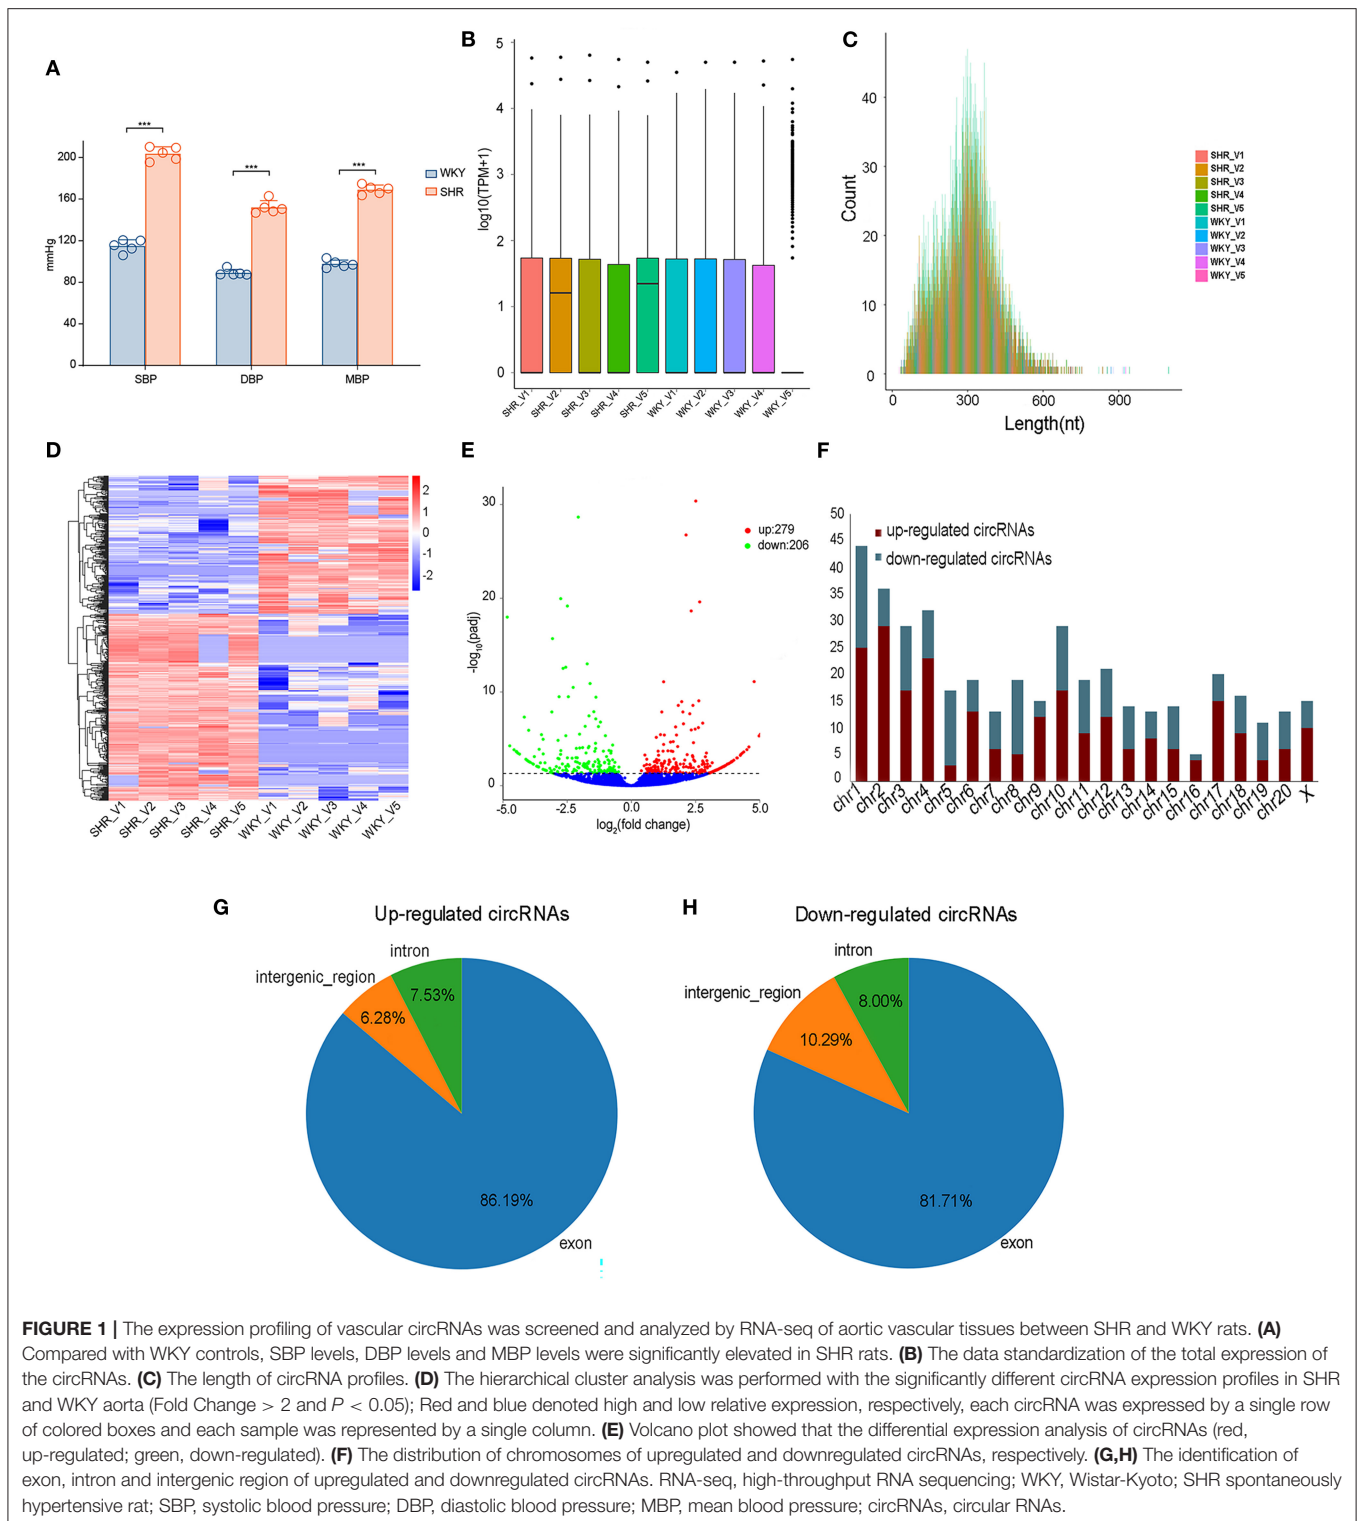 A
***
***
***
200
160
120
80
40
0
mmHg
WKY
SHR
SBP
DBP
MBP
B
5
4
3
2
1
0
log10(TPM+1)
SHR_V1
SHR_V2
SHR_V3
SHR_V4
SHR_V5
WKY_V1
WKY_V2
WKY_V3
WKY_V4
WKY_V5
C
40
30
20
10
0
Count
0
300
600
900
Length(nt)
SHR_V1
SHR_V2
SHR_V3
SHR_V4
SHR_V5
WKY_V1
WKY_V2
WKY_V3
WKY_V4
WKY_V5
D
2
1
0
-1
-2
SHR_V1
SHR_V2
SHR_V3
SHR_V4
SHR_V5
WKY_V1
WKY_V2
WKY_V3
WKY_V4
WKY_V5
E
30
20
10
0
-log10(padj)
up:279
down:206
-5.0
-2.5
0.0
2.5
5.0
log2(fold change)
F
50
45
40
35
30
25
20
15
10
5
0
up-regulated circRNAs
down-regulated circRNAs
chr1
chr2
chr3
chr4
chr5
chr6
chr7
chr8
chr9
chr10
chr11
chr12
chr13
chr14
chr15
chr16
chr17
chr18
chr19
chr20
X
G
Up-regulated circRNAs
intron
intergenic_region
7.53%
6.28%
86.19%
exon
H
Down-regulated circRNAs
intron
intergenic_region
8.00%
10.29%
81.71%
exon
FIGURE 1 | The expression profiling of vascular circRNAs was screened and analyzed by RNA-seq of aortic vascular tissues between SHR and WKY rats. (A)
Compared with WKY controls, SBP levels, DBP levels and MBP levels were significantly elevated in SHR rats. (B) The data standardization of the total expression of
the circRNAs. (C) The length of circRNA profiles. (D) The hierarchical cluster analysis was performed with the significantly different circRNA expression profiles in SHR
and WKY aorta (Fold Change > 2 and P < 0.05); Red and blue denoted high and low relative expression, respectively, each circRNA was expressed by a single row
of colored boxes and each sample was represented by a single column. (E) Volcano plot showed that the differential expression analysis of circRNAs (red,
up-regulated; green, down-regulated). (F) The distribution of chromosomes of upregulated and downregulated circRNAs, respectively. (G,H) The identification of
exon, intron and intergenic region of upregulated and downregulated circRNAs. RNA-seq, high-throughput RNA sequencing; WKY, Wistar-Kyoto; SHR spontaneously
hypertensive rat; SBP, systolic blood pressure; DBP, diastolic blood pressure; MBP, mean blood pressure; circRNAs, circular RNAs.